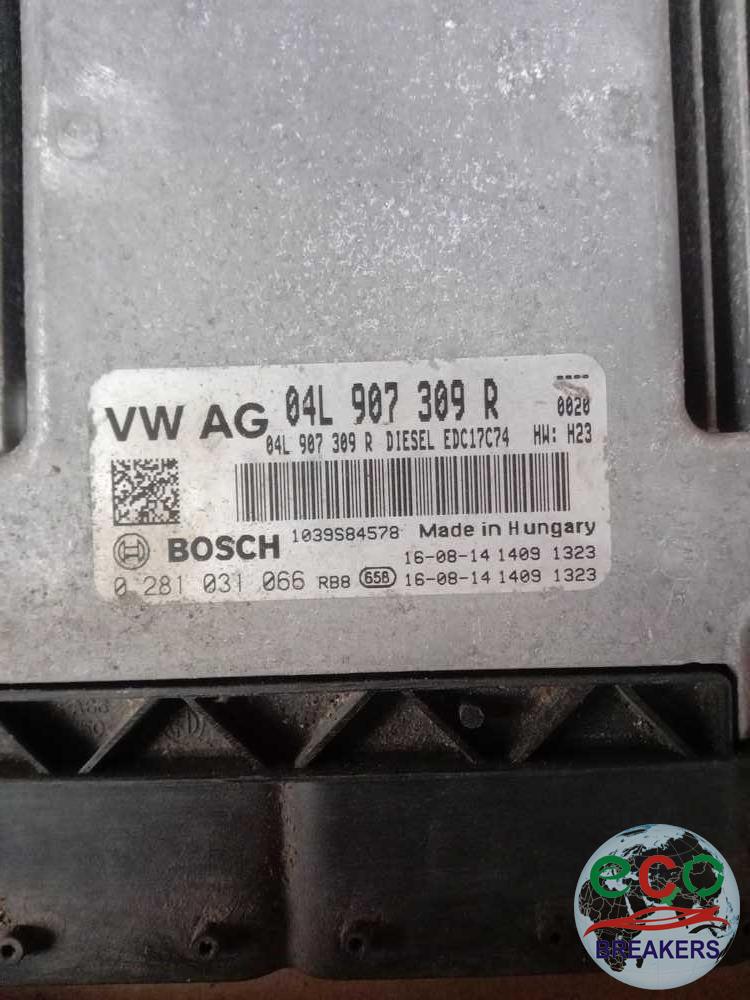 VW AG 04L 907 309 R ----
0020
04L 907 309 R DIESEL EDC17C74 HW: H23
BOSCH 1039S84578 Made in Hungary
16-08-14 1409 1323
0 281 031 066 RB8 658 16-08-14 1409 1323
eco
BREAKERS